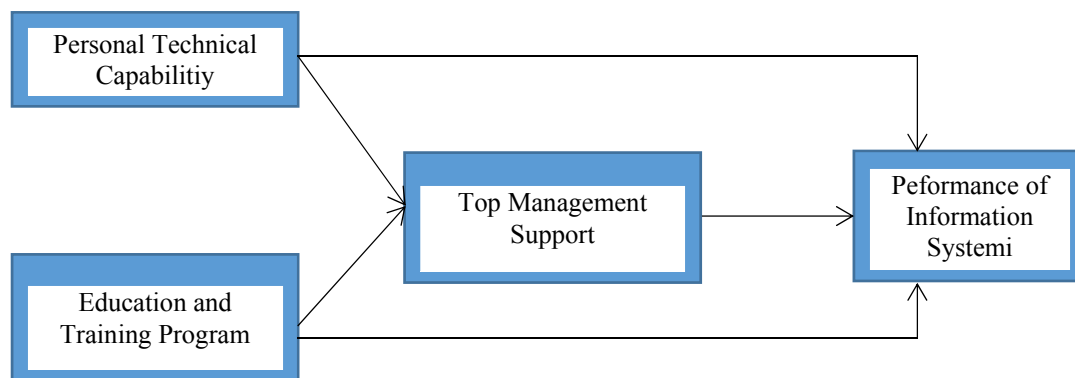 Personal Technical
Capabilitiy
Top Management
Support
Peformance of
Information
Systemi
Education and
Training Program